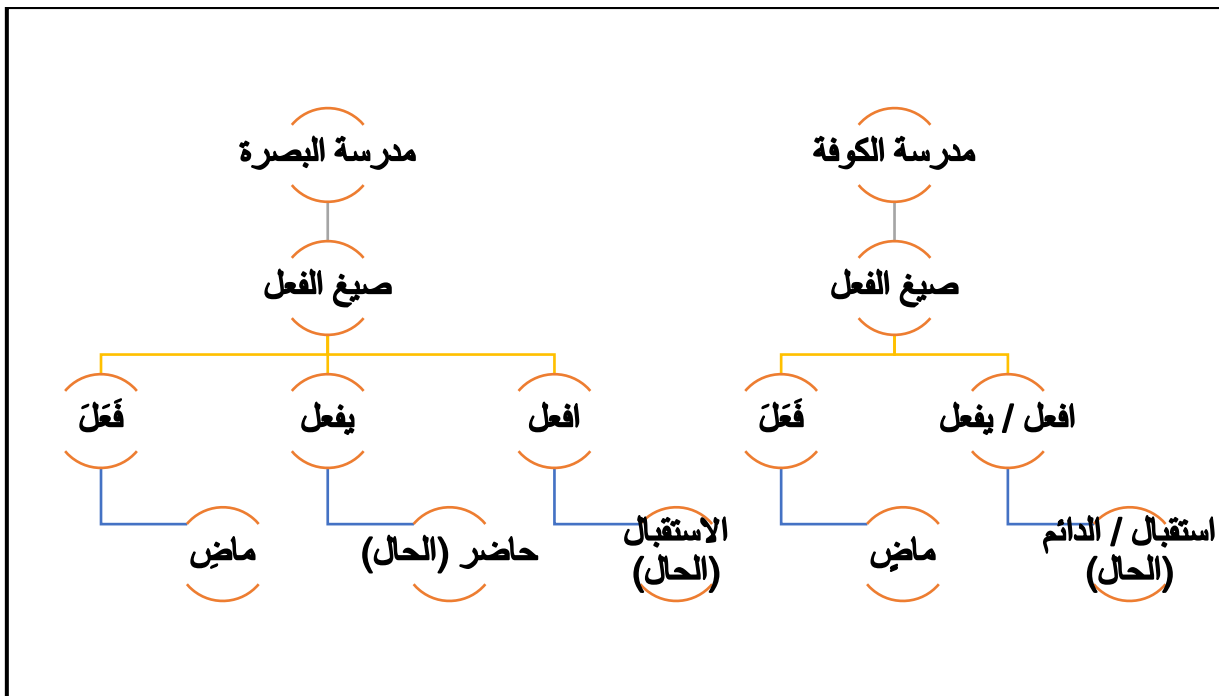 مدرسة الكوفة
مدرسة البصرة
صيغ الفعل
صيغ الفعل
افعل / يفعل
فَعَلَ
افعل
يفعل
فَعَلَ
استقبال / الدائم
(الحال)
ماضٍ
الاستقبال
(الحال)
حاضر (الحال)
ماضِ